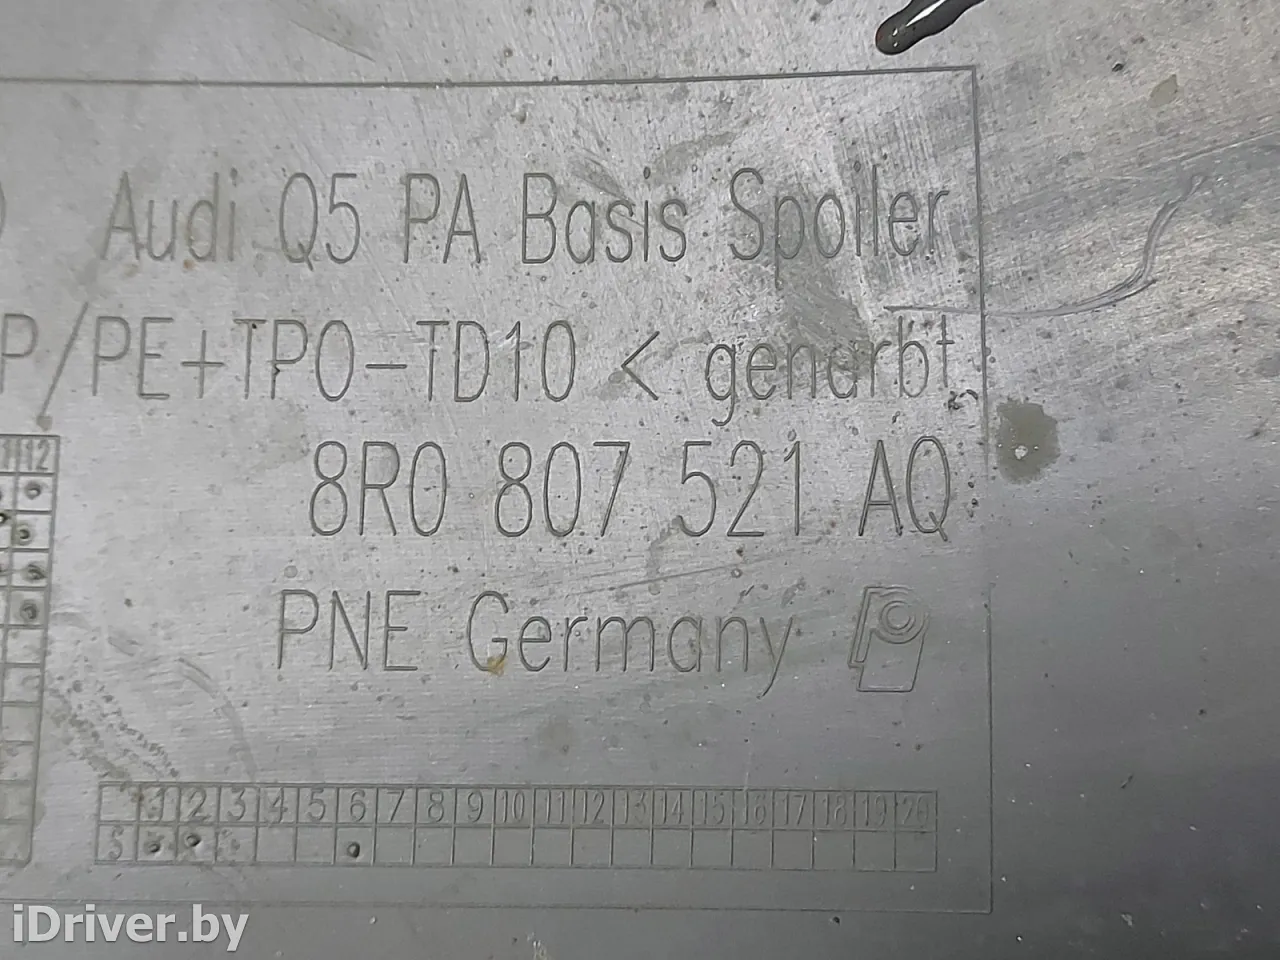 Audi Q5 PA Basis Spoiler
P/PE+TPO-TD10 < genarbt
8R0 807 521 AQ
12
PNE Germany
1 2 3 4 5 6 7 8 9 10 11 12 13 14 15 16 17 18 19 20
S
iDriver.by